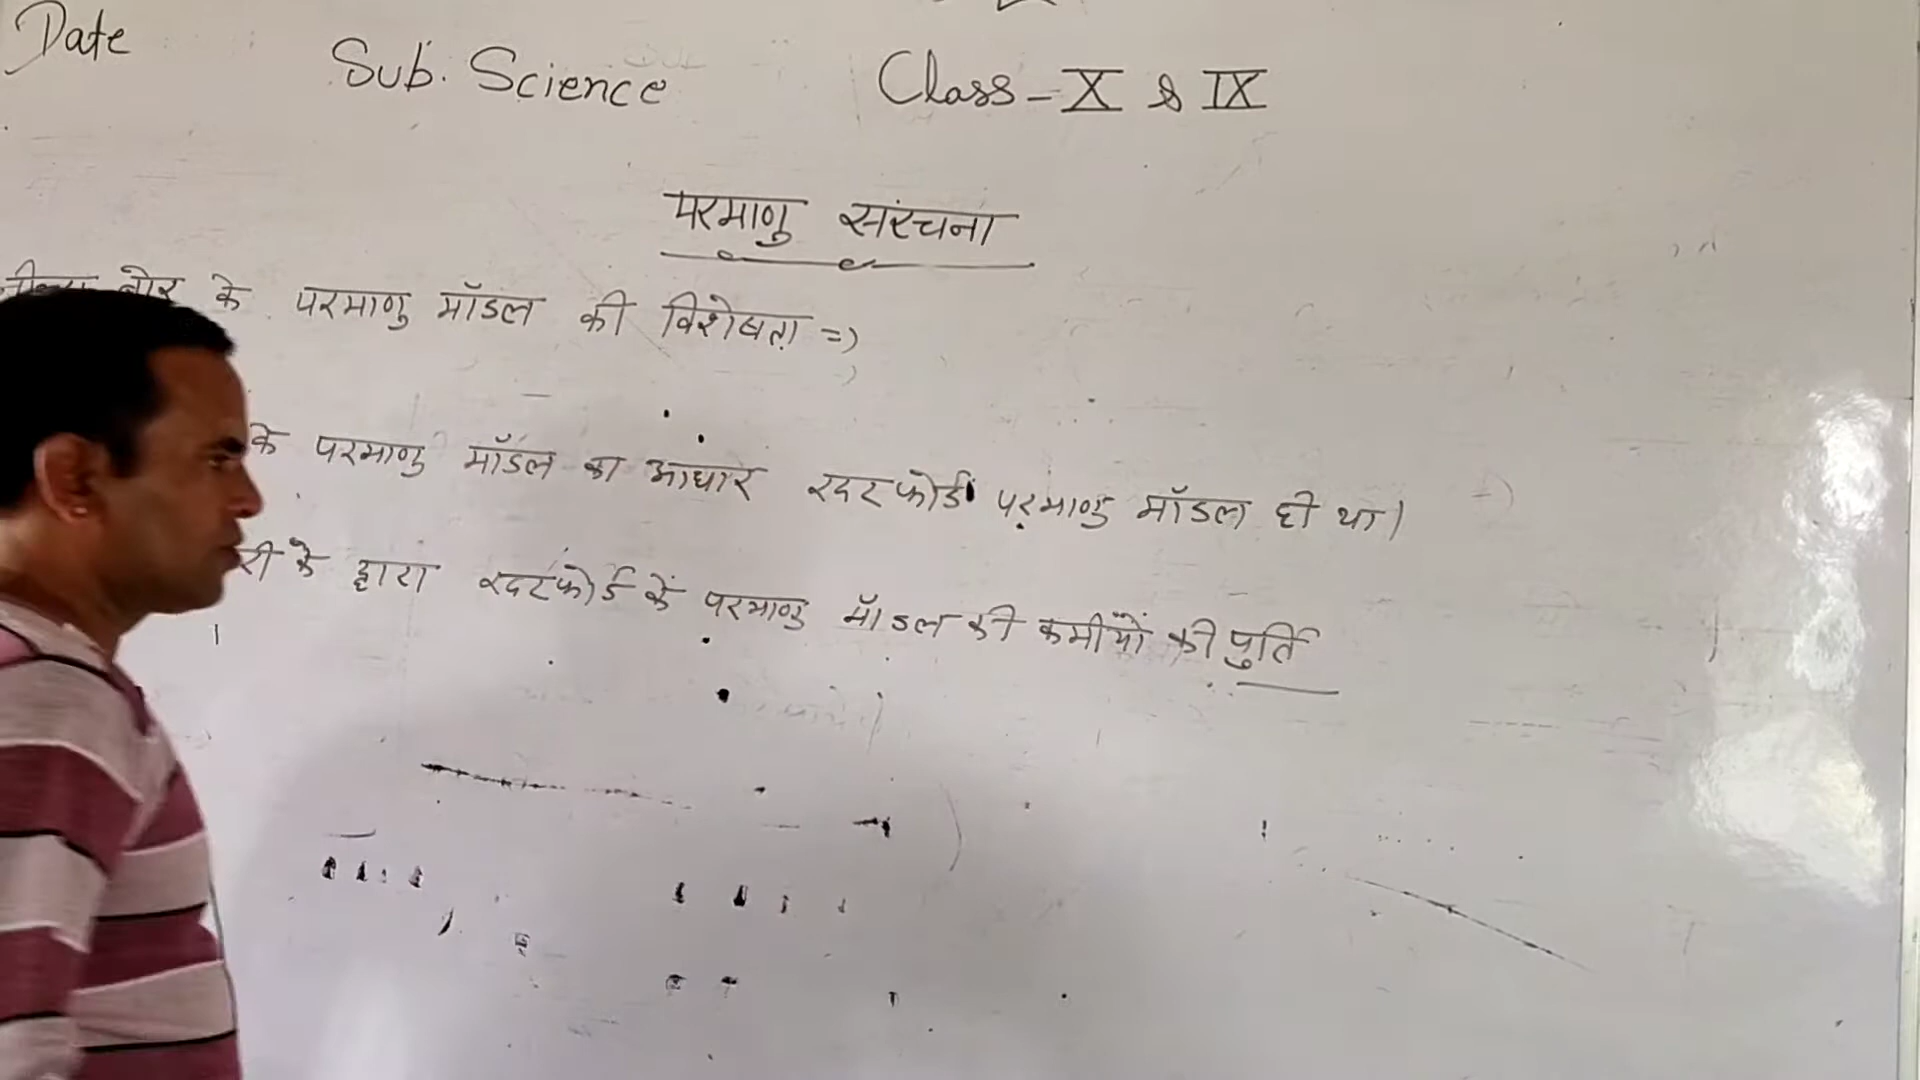 Date
Sub. Science Class - X & IX
परमाणु संरचना
बोर के परमाणु मॉडल की विशेषता =>
के परमाणु मॉडल का आधार रदरफोर्ड परमाणु मॉडल ही था।
री के द्वारा रदरफोर्ड के परमाणु मॉडल की कमीयों की पुर्ति